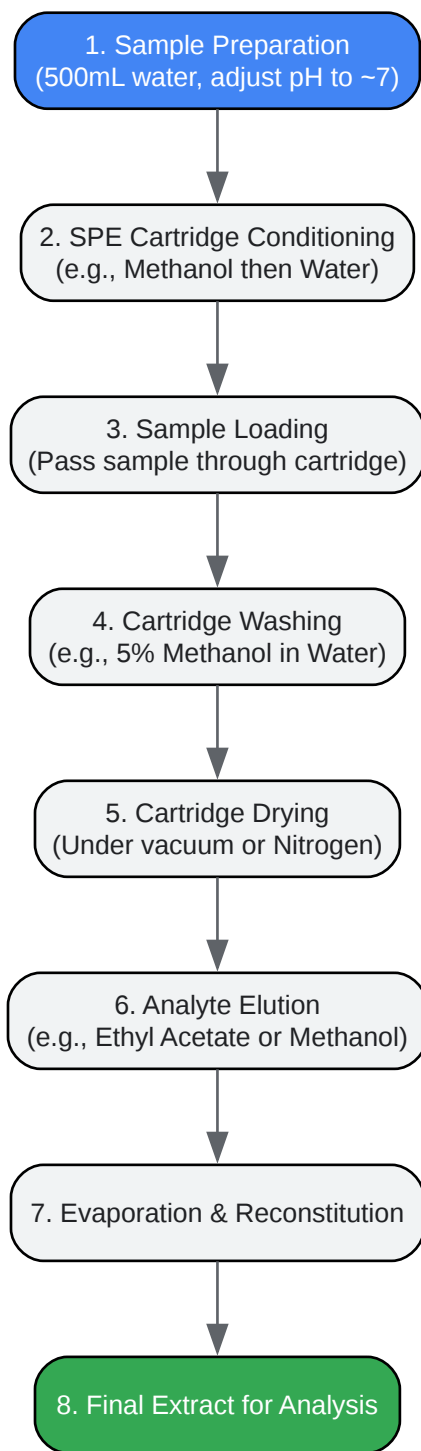 1. Sample Preparation
(500mL water, adjust pH to ~7)
2. SPE Cartridge Conditioning
(e.g., Methanol then Water)
3. Sample Loading
(Pass sample through cartridge)
4. Cartridge Washing
(e.g., 5% Methanol in Water)
5. Cartridge Drying
(Under vacuum or Nitrogen)
6. Analyte Elution
(e.g., Ethyl Acetate or Methanol)
7. Evaporation & Reconstitution
8. Final Extract for Analysis